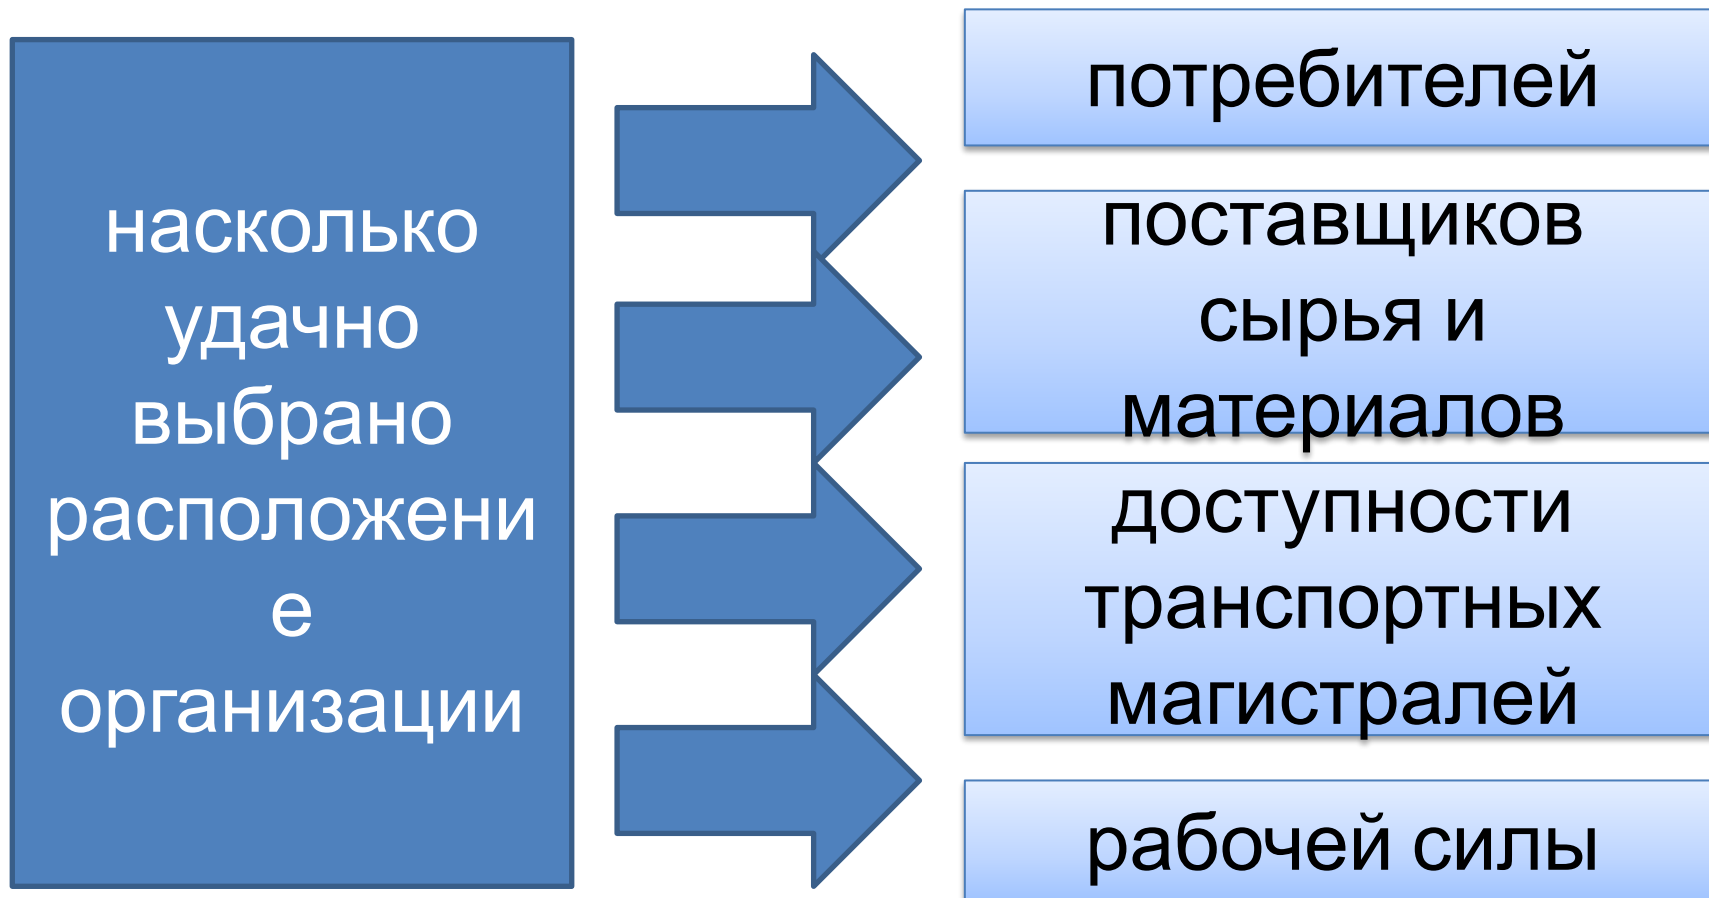 насколько
удачно
выбрано
расположени
е
организации
потребителей
поставщиков
сырья и
материалов
доступности
транспортных
магистралей
рабочей силы